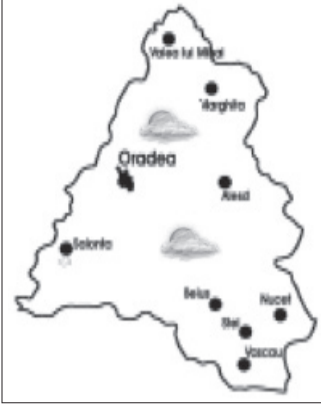 Valea lui Mihai
Marghita
Oradea
Alesd
Salonta
Beius
Nucet
Stei
Vascau